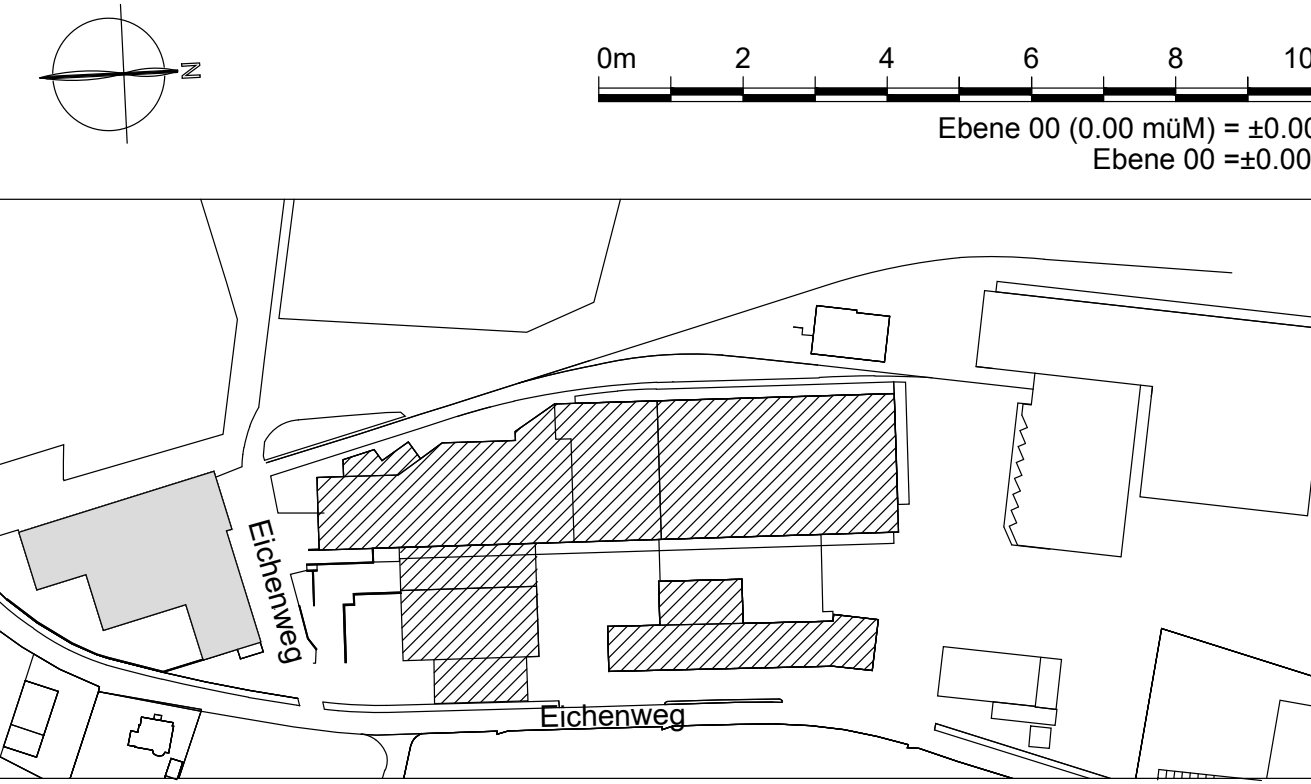 N
0m 2 4 6 8 10
Ebene 00 (0.00 müM) = ±0.00
Ebene 00 =±0.00
Eichenweg
Eichenweg